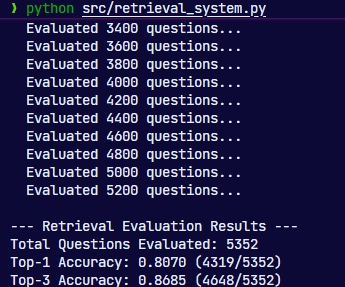 ❯ python src/retrieval_system.py
Evaluated 3400 questions...
Evaluated 3600 questions...
Evaluated 3800 questions...
Evaluated 4000 questions...
Evaluated 4200 questions...
Evaluated 4400 questions...
Evaluated 4600 questions...
Evaluated 4800 questions...
Evaluated 5000 questions...
Evaluated 5200 questions...
--- Retrieval Evaluation Results ---
Total Questions Evaluated: 5352
Top-1 Accuracy: 0.8070 (4319/5352)
Top-3 Accuracy: 0.8685 (4648/5352)